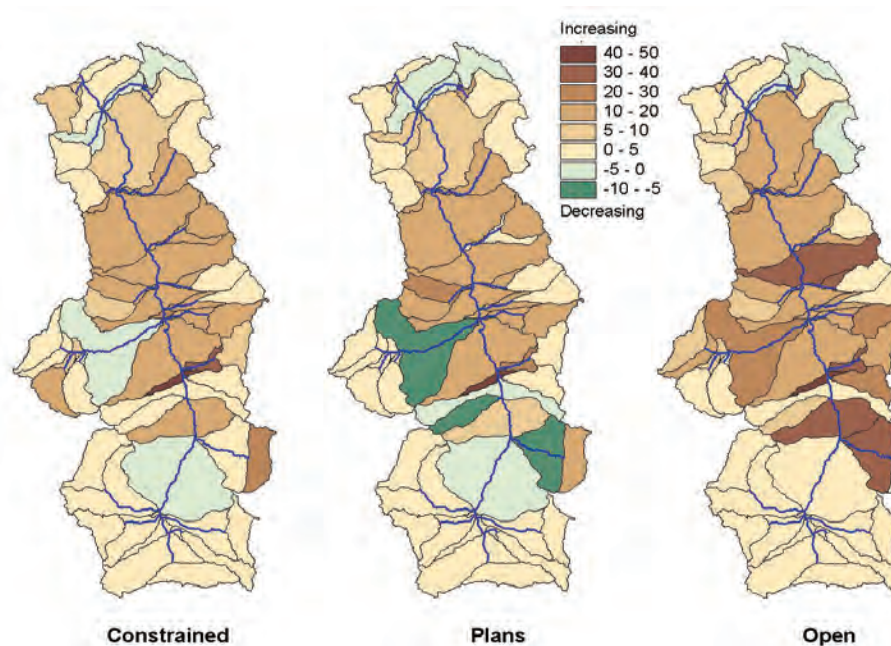 Increasing
40 - 50
30 - 40
20 - 30
10 - 20
5 - 10
0 - 5
-5 - 0
-10 - -5
Decreasing
Constrained
Plans
Open